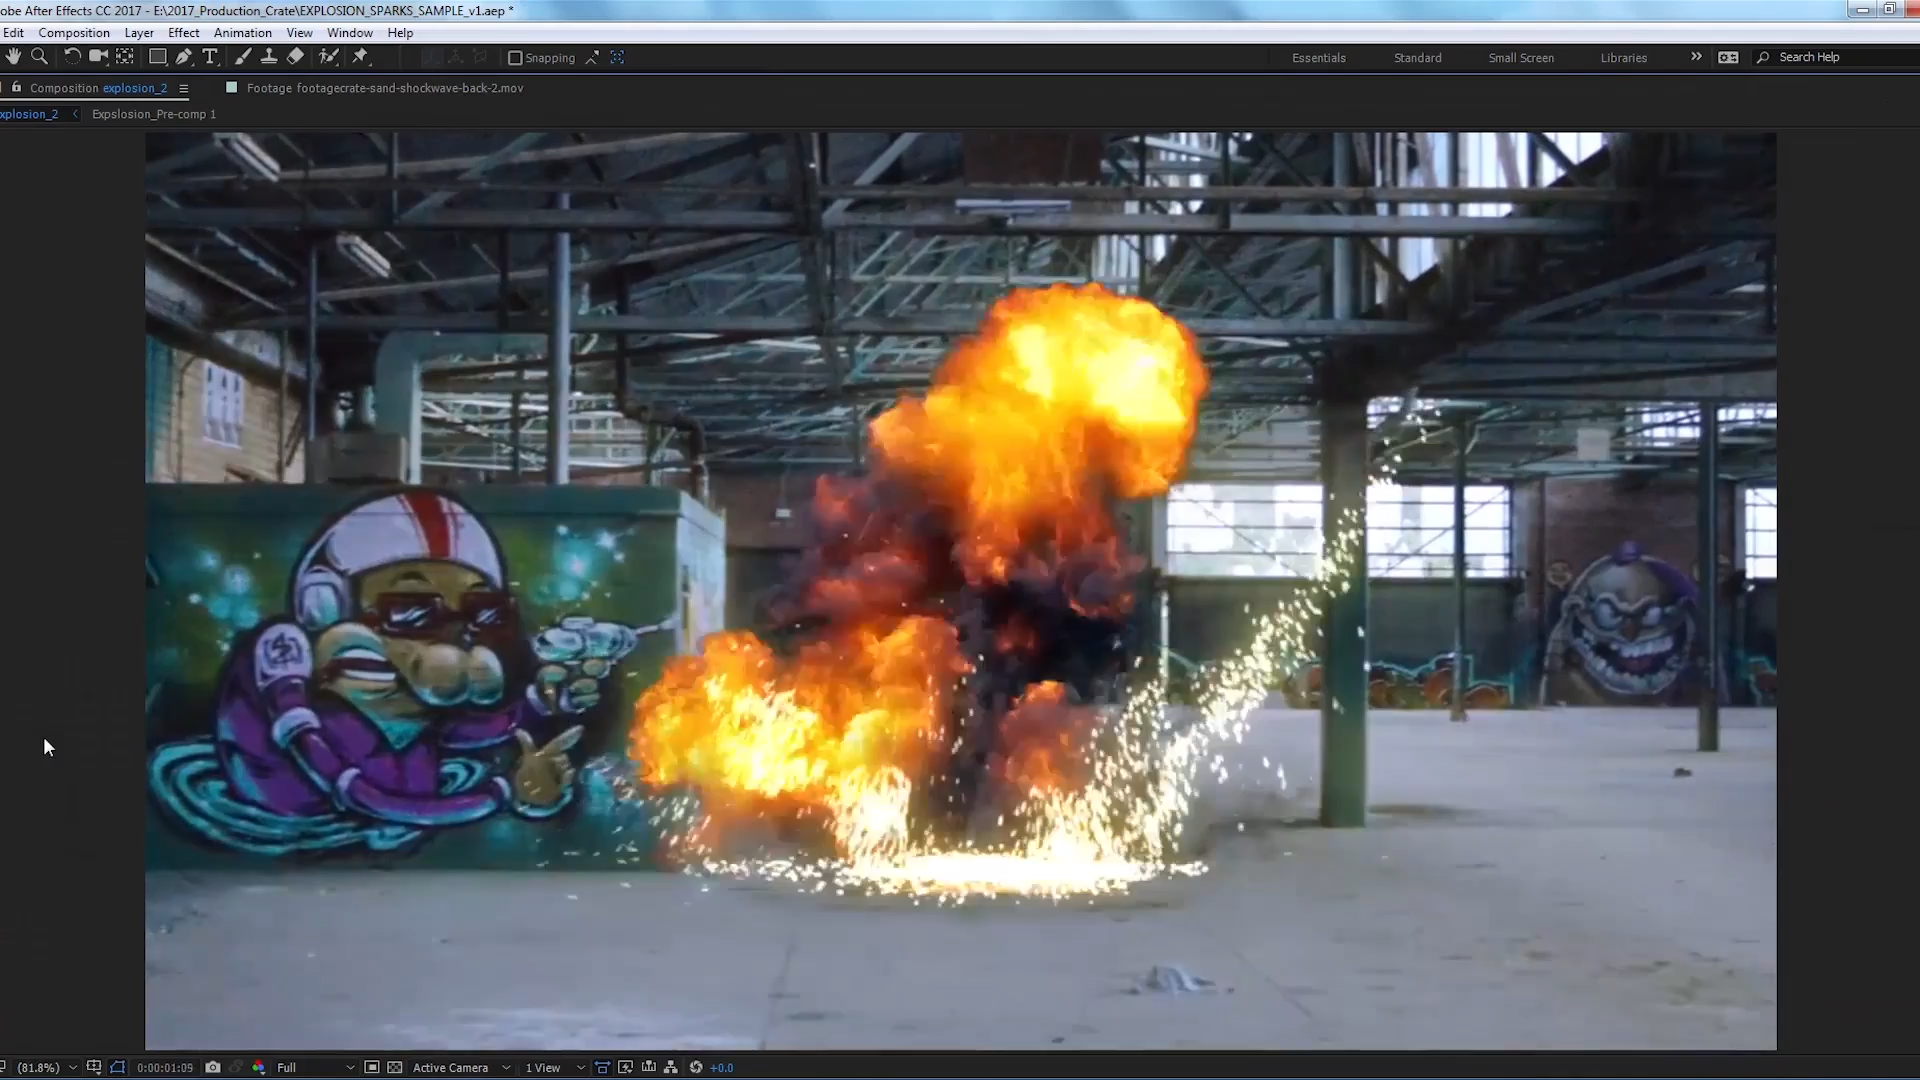 obe After Effects CC 2017 - E:\2017_Production_Crate\EXPLOSION_SPARKS_SAMPLE_v1.aep *
Edit Composition Layer Effect Animation View Window Help
Snapping Essentials Standard Small Screen Libraries Search Help
Composition explosion_2 Footage footagecrate-sand-shockwave-back-2.mov
xplosion_2 Expslosion_Pre-comp 1
(81.8%) 0:00:01:09 Full Active Camera 1 View +0.0